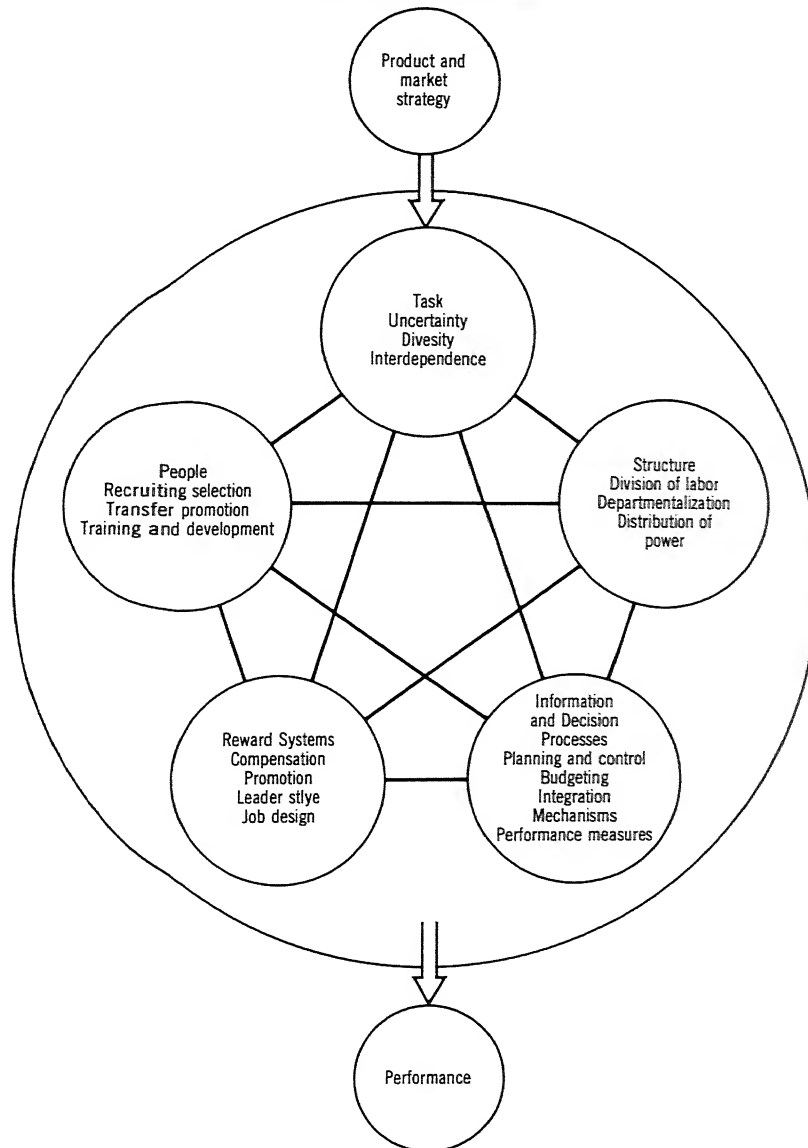 Product and
market
strategy
Task
Uncertainty
Divesity
Interdependence
People
Recruiting selection
Transfer promotion
Training and development
Structure
Division of labor
Departmentalization
Distribution of
power
Reward Systems
Compensation
Promotion
Leader stlye
Job design
Information
and Decision
Processes
Planning and control
Budgeting
Integration
Mechanisms
Performance measures
Performance